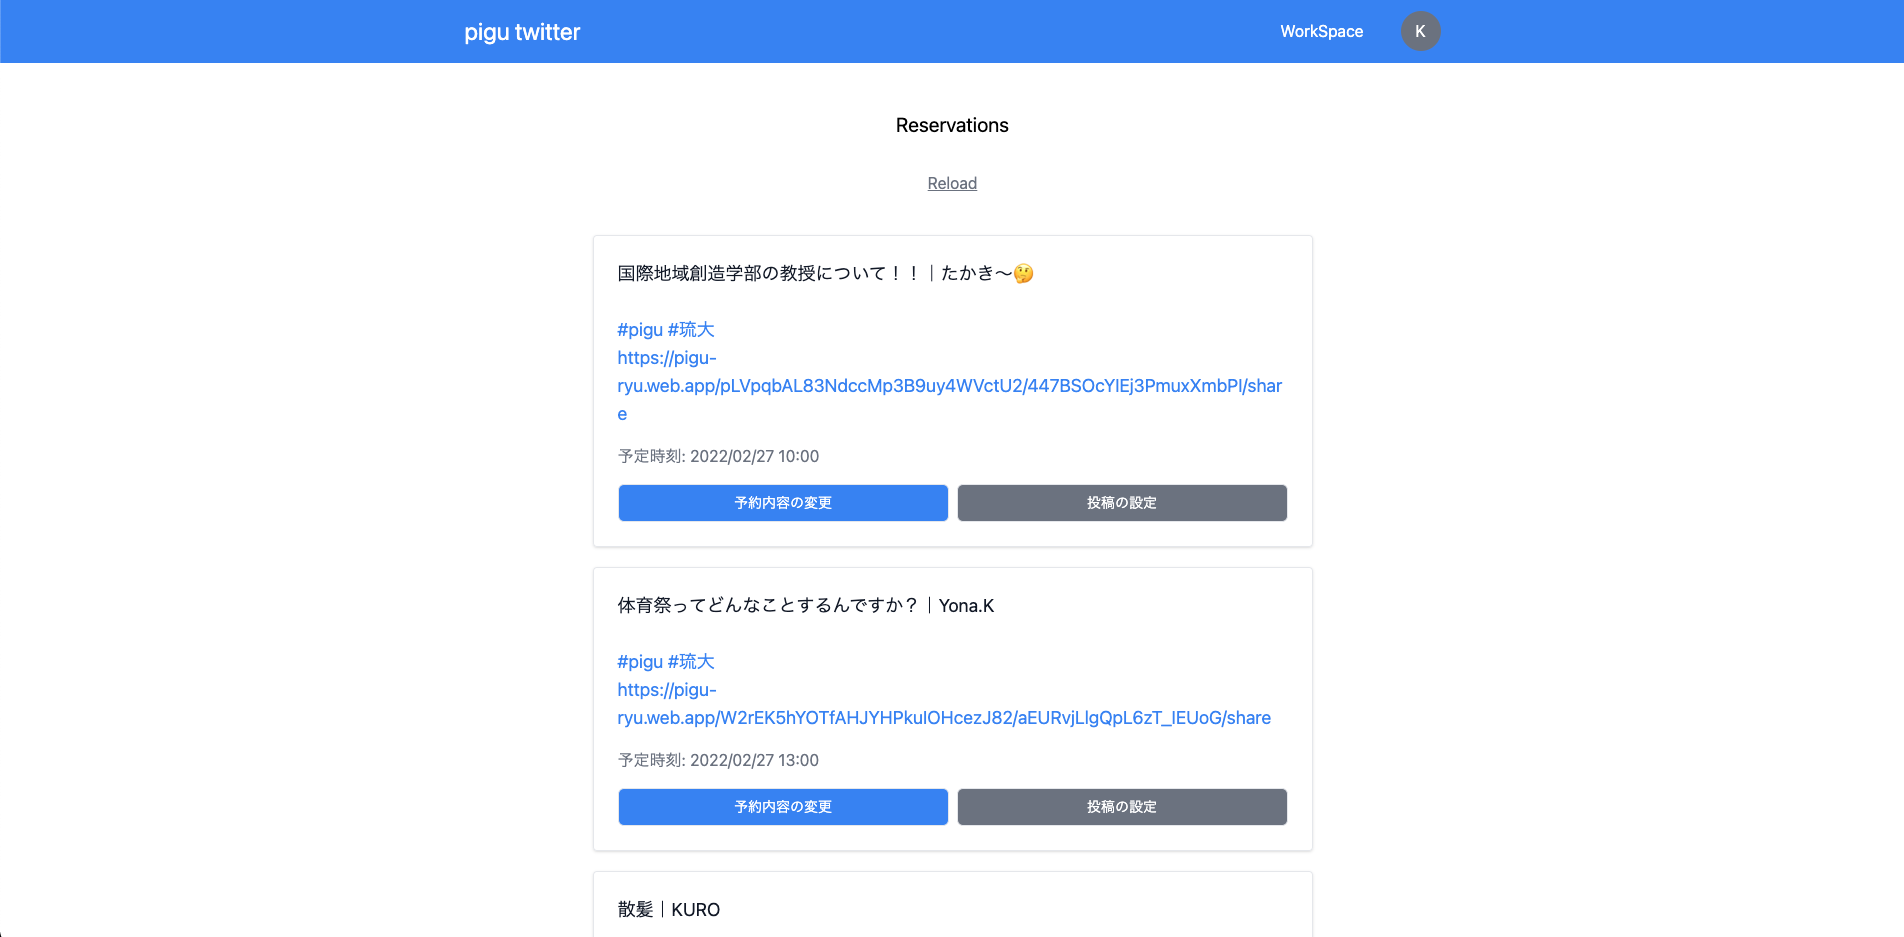 pigu twitter
WorkSpace
K
Reservations
Reload
国際地域創造学部の教授について！！｜たかき〜🤔
#pigu #琉大
https://pigu-
ryu.web.app/pLVpqbAL83NdccMp3B9uy4WVctU2/447BSOcYlEj3PmuxXmbPl/shar
e
予定時刻: 2022/02/27 10:00
予約内容の変更
投稿の設定
体育祭ってどんなことするんですか？｜Yona.K
#pigu #琉大
https://pigu-
ryu.web.app/W2rEK5hYOTfAHJYHPkuIOHcezJ82/aEURvjLlgQpL6zT_IEUoG/share
予定時刻: 2022/02/27 13:00
予約内容の変更
投稿の設定
散髪｜KURO